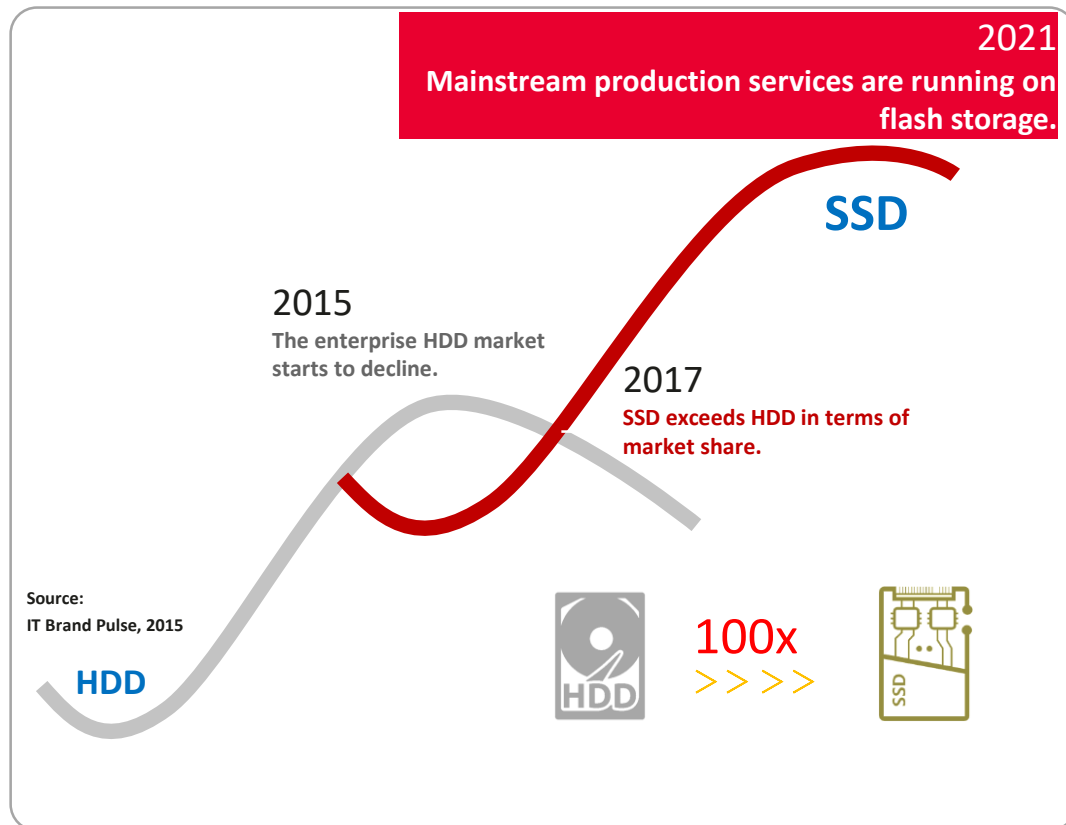 2021
Mainstream production services are running on
flash storage.
SSD
2015
The enterprise HDD market
starts to decline.
2017
SSD exceeds HDD in terms of
market share.
Source:
IT Brand Pulse, 2015
HDD
HDD
100x
>>>>
SSD